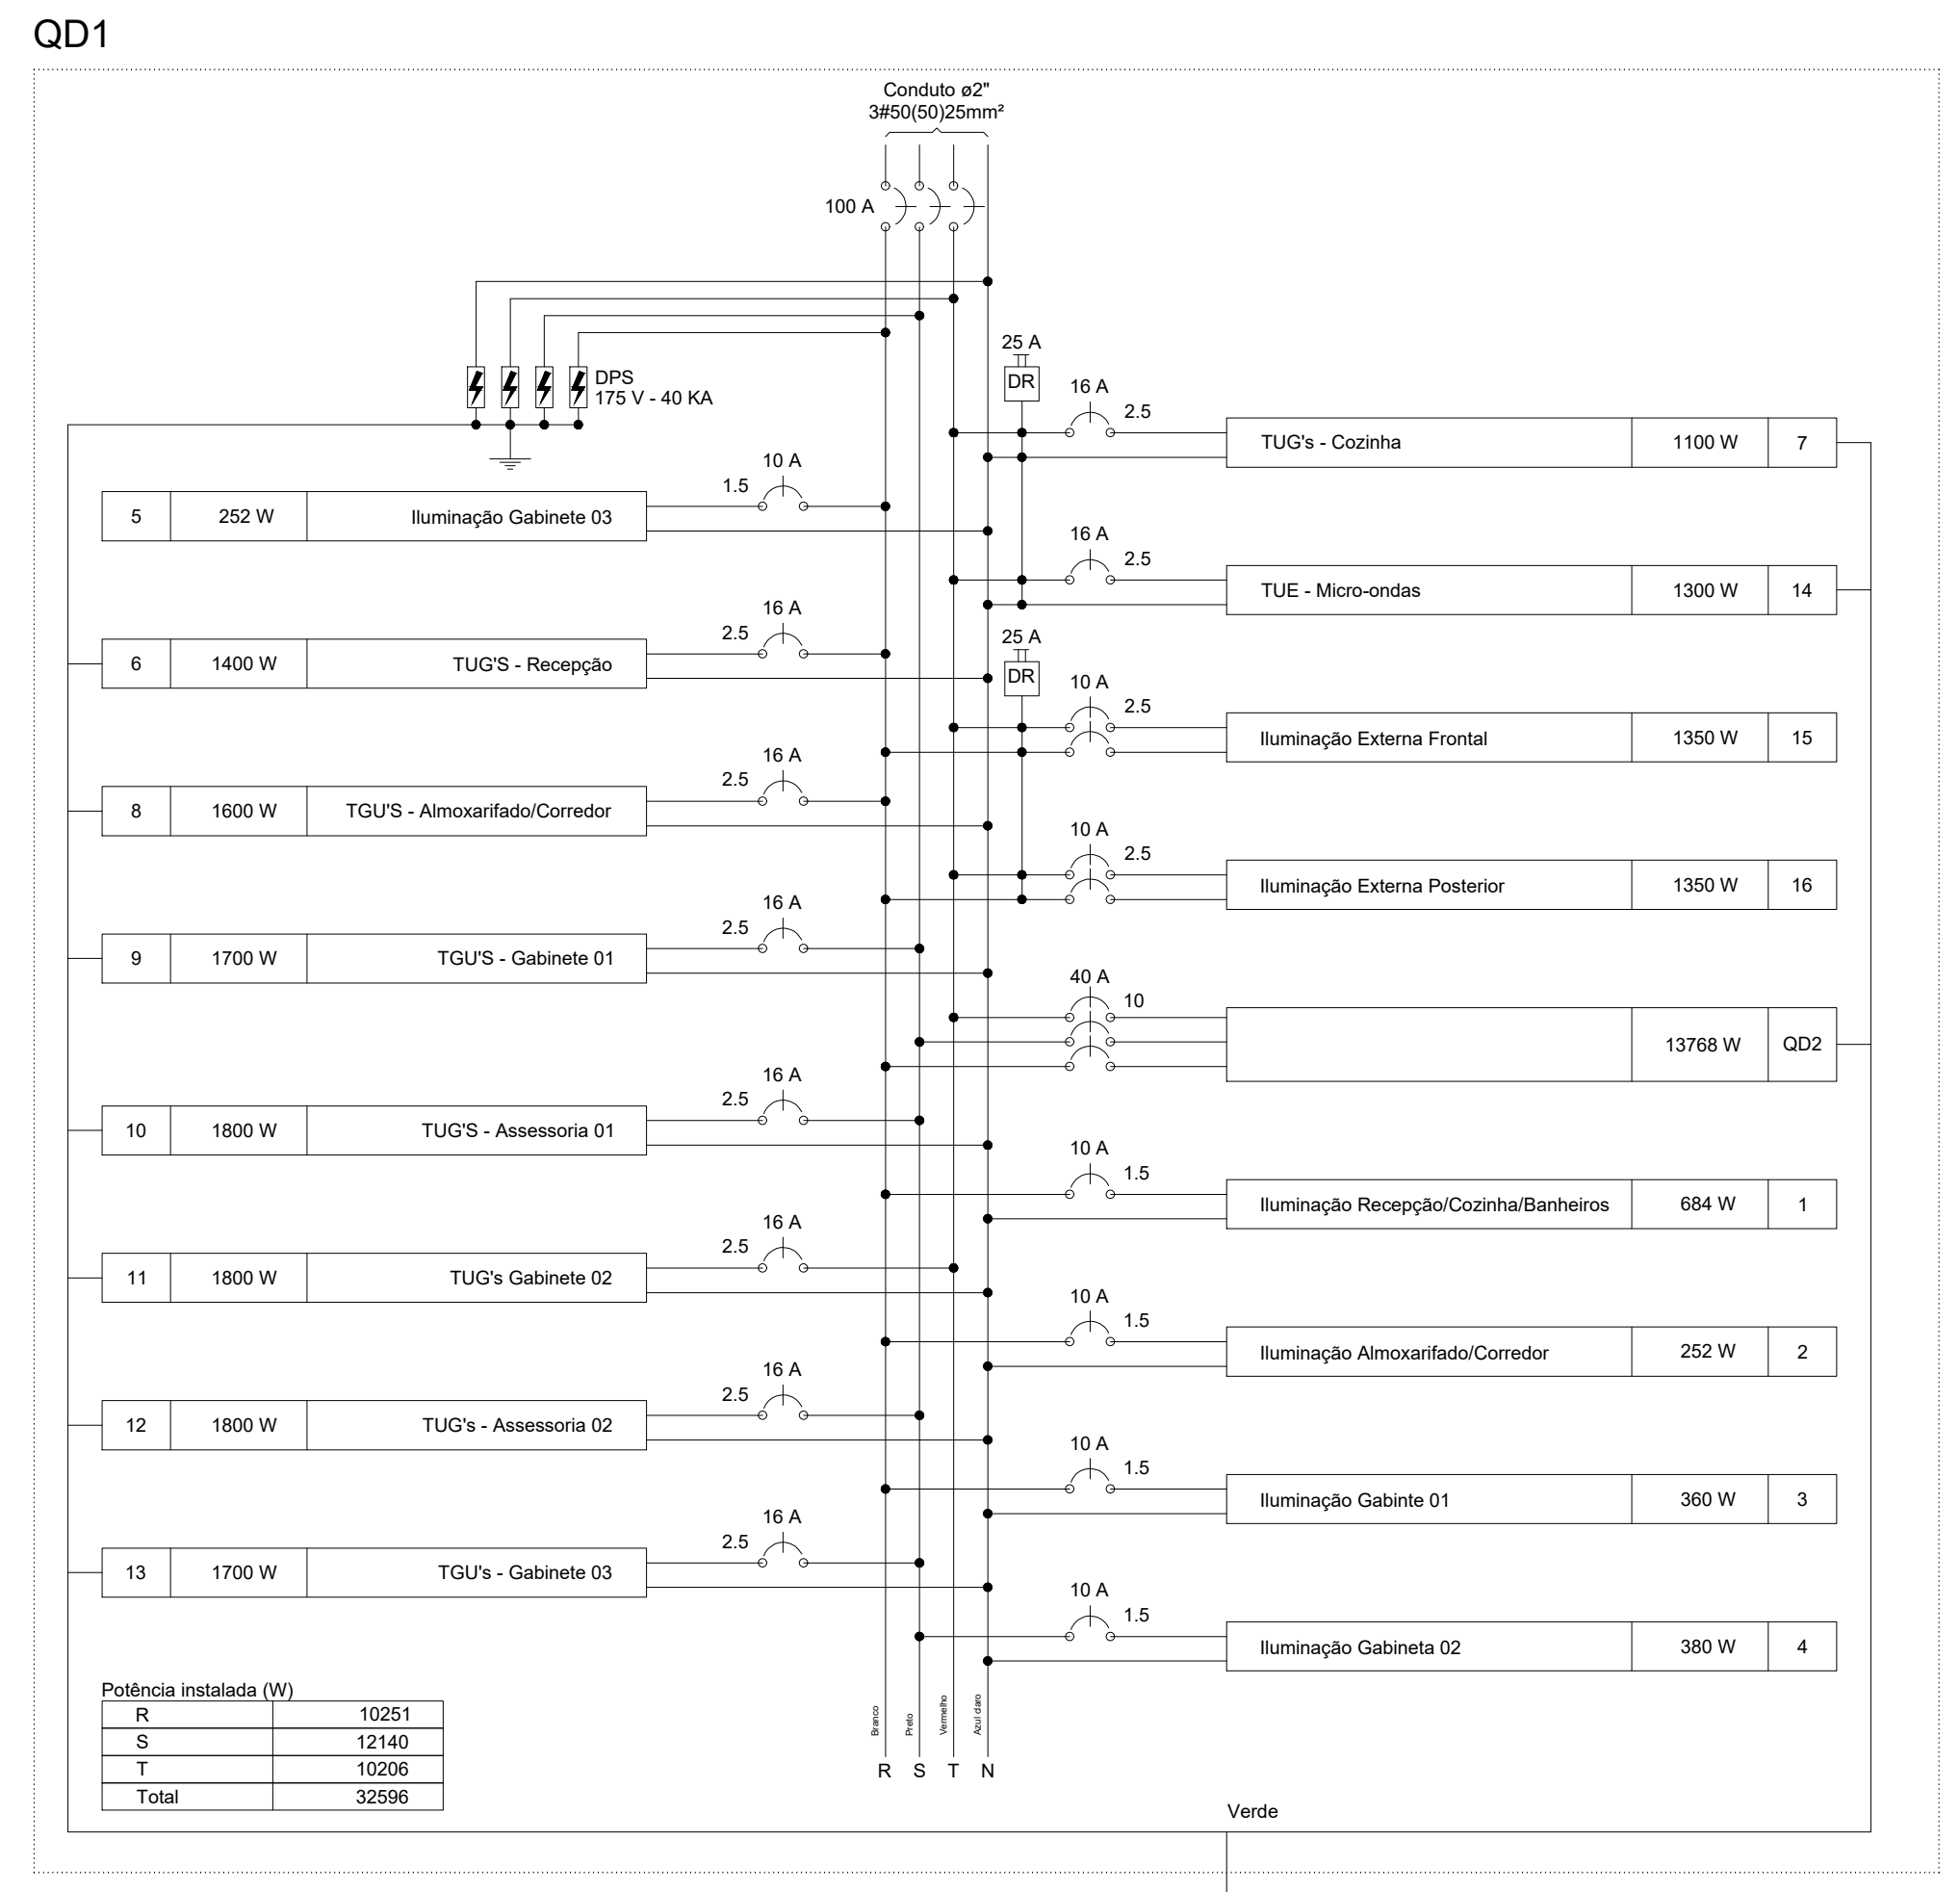 QD1
Conduto ø2"
3#50(50)25mm²
100 A
DPS
175 V - 40 KA
25 A
DR
16 A
2.5
TUG's - Cozinha 1100 W 7
10 A
1.5
5 252 W Iluminação Gabinete 03
16 A
2.5
TUE - Micro-ondas 1300 W 14
16 A
2.5
6 1400 W TUG'S - Recepção
25 A
DR
10 A
2.5
Iluminação Externa Frontal 1350 W 15
16 A
2.5
8 1600 W TGU'S - Almoxarifado/Corredor
10 A
2.5
Iluminação Externa Posterior 1350 W 16
16 A
2.5
9 1700 W TGU'S - Gabinete 01
40 A
10
13768 W QD2
16 A
2.5
10 1800 W TUG'S - Assessoria 01
10 A
1.5
Iluminação Recepção/Cozinha/Banheiros 684 W 1
16 A
2.5
11 1800 W TUG's Gabinete 02
10 A
1.5
Iluminação Almoxarifado/Corredor 252 W 2
16 A
2.5
12 1800 W TUG's - Assessoria 02
10 A
1.5
Iluminação Gabinte 01 360 W 3
16 A
2.5
13 1700 W TGU's - Gabinete 03
10 A
1.5
Iluminação Gabineta 02 380 W 4
Potência instalada (W)
R 10251
S 12140
T 10206
Total 32596
Branco
Preto
Vermelho
Azul claro
R S T N
Verde